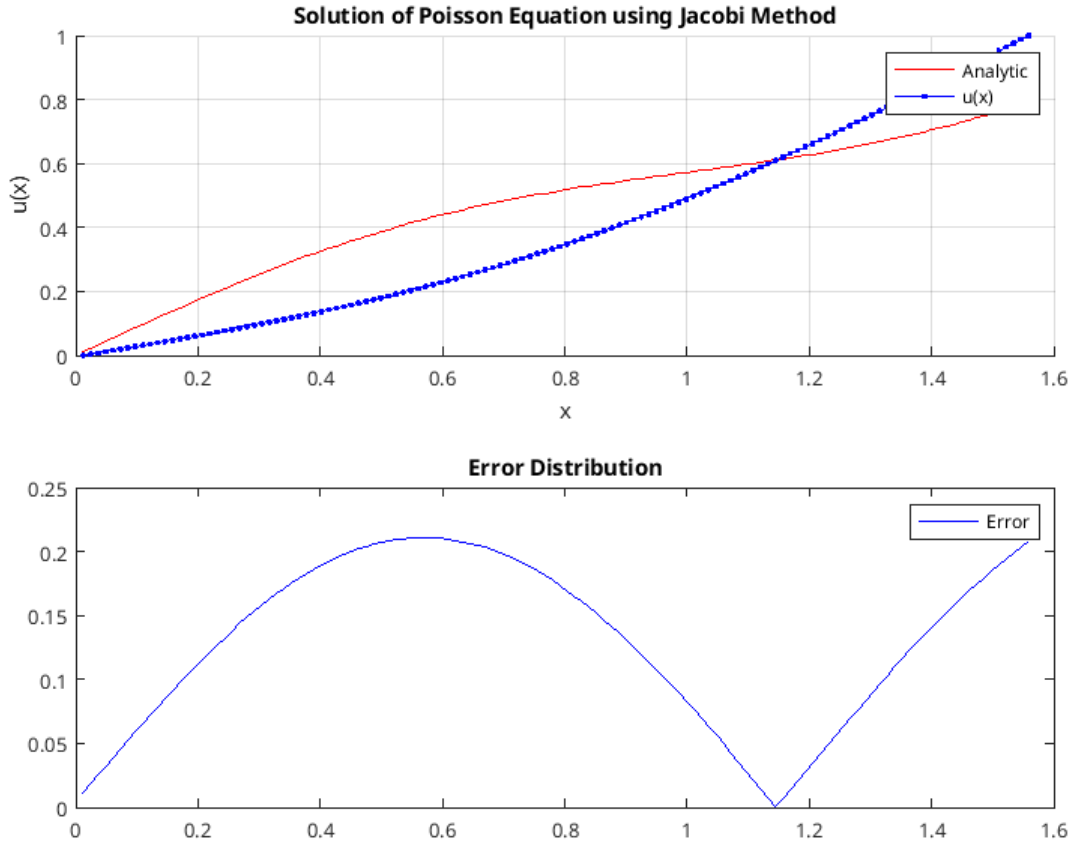 Solution of Poisson Equation using Jacobi Method
1
0.8
0.6
0.4
0.2
0
u(x)
Analytic
u(x)
0 0.2 0.4 0.6 0.8 1 1.2 1.4 1.6
x
Error Distribution
0.25
0.2
0.15
0.1
0.05
0
Error
0 0.2 0.4 0.6 0.8 1 1.2 1.4 1.6